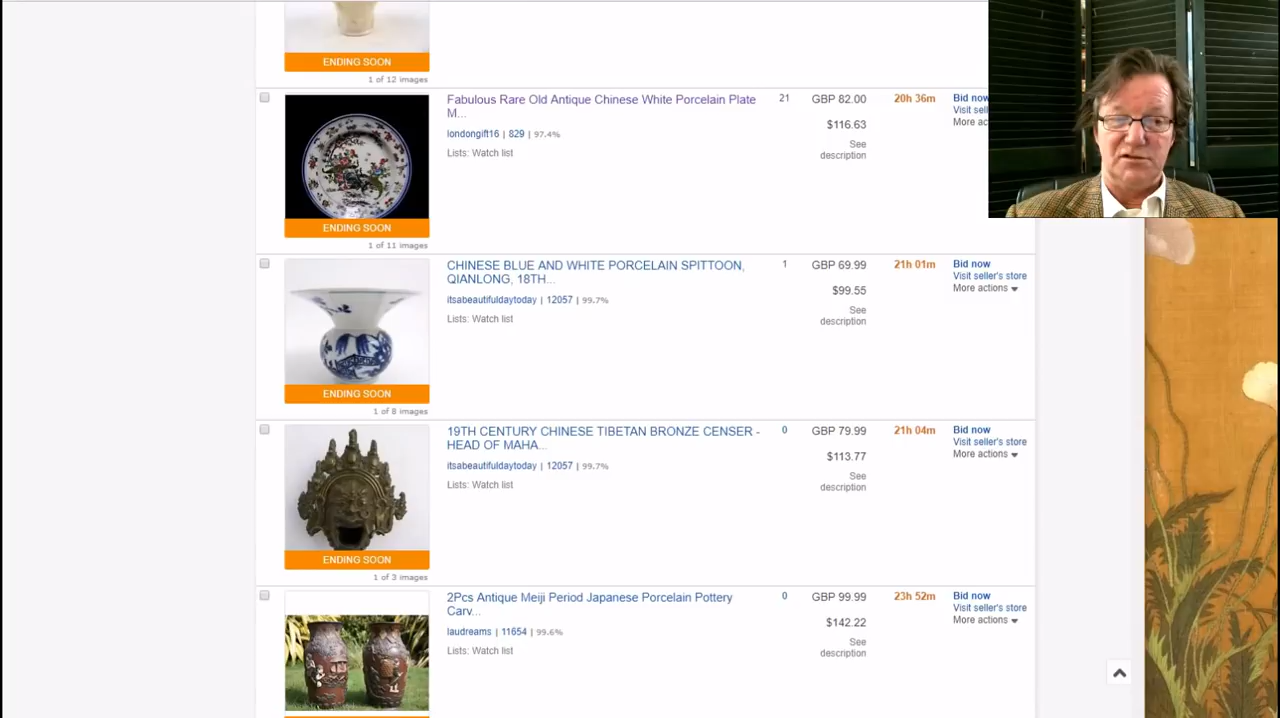 ENDING SOON
1 of 12 images
Fabulous Rare Old Antique Chinese White Porcelain Plate
M...
londongift16 | 829 | 97.4%
Lists: Watch list
21
GBP 82.00
$116.63
See
description
20h 36m
Bid now
Visit sell
More ac
ENDING SOON
1 of 11 images
CHINESE BLUE AND WHITE PORCELAIN SPITTOON,
QIANLONG, 18TH...
itsabeautifuldaytoday | 12057 | 99.7%
Lists: Watch list
1
GBP 69.99
$99.55
See
description
21h 01m
Bid now
Visit seller's store
More actions
ENDING SOON
1 of 8 images
19TH CENTURY CHINESE TIBETAN BRONZE CENSER -
HEAD OF MAHA...
itsabeautifuldaytoday | 12057 | 99.7%
Lists: Watch list
0
GBP 79.99
$113.77
See
description
21h 04m
Bid now
Visit seller's store
More actions
ENDING SOON
1 of 3 images
2Pcs Antique Meiji Period Japanese Porcelain Pottery
Carv...
laudreams | 11654 | 99.6%
Lists: Watch list
0
GBP 99.99
$142.22
See
description
23h 52m
Bid now
Visit seller's store
More actions